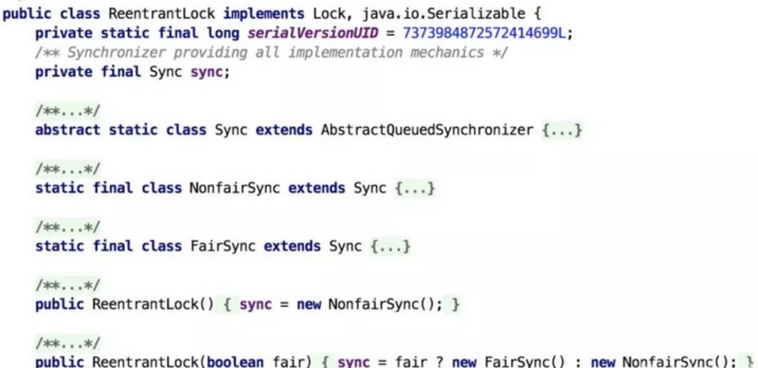 public class ReentrantLock implements Lock, java.io.Serializable {
private static final long serialVersionUID = 7373984872572414699L;
/** Synchronizer providing all implementation mechanics */
private final Sync sync;
/**...*/
abstract static class Sync extends AbstractQueuedSynchronizer {...}
/**...*/
static final class NonfairSync extends Sync {...}
/**...*/
static final class FairSync extends Sync {...}
/**...*/
public ReentrantLock() { sync = new NonfairSync(); }
/**...*/
public ReentrantLock(boolean fair) { sync = fair ? new FairSync() : new NonfairSync(); }